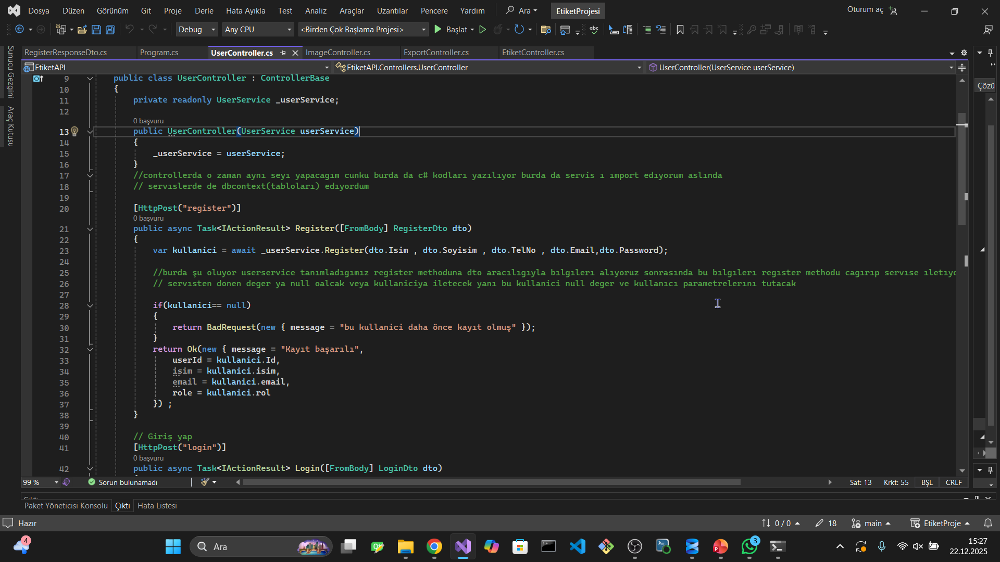 Dosya Düzen Görünüm Git Proje Derle Hata Ayıkla Test Analiz Araçlar Uzantılar Pencere Yardım Ara EtiketProjesi Oturum aç
Debug Any CPU <Birden Çok Başlama Projesi> Başlat
Sunucu Gezgini
Araç Kutusu
RegisterResponseDto.cs Program.cs UserController.cs ImageController.cs ExportController.cs EtiketController.cs
EtiketAPI EtiketAPI.Controllers.UserController UserController(UserService userService)
Çözü
9 public class UserController : ControllerBase
10 {
11 private readonly UserService _userService;
12
0 başvuru
13 public UserController(UserService userService)
14 {
15 _userService = userService;
16 }
17 //controllerda o zaman aynı seyı yapacagım cunku burda da c# kodları yazılıyor burda da servis ı ımport edıyorum aslında
18 // servıslerde de dbcontext(tabloları) edıyordum
19
20 [HttpPost("register")]
0 başvuru
21 public async Task<IActionResult> Register([FromBody] RegisterDto dto)
22 {
23 var kullanici = await _userService.Register(dto.Isim , dto.Soyisim , dto.TelNo , dto.Email,dto.Password);
24
25 //burda şu oluyor userservice tanımladıgımız register methoduna dto aracılıgıyla bılgılerı alıyoruz sonrasında bu bılgılerı regıster methodu cagırıp servıse ıletıyo
26 // servısten donen deger ya null oalcak veya kullaniciya iletecek yanı bu kullanici null deger ve kullanıcı parametrelerını tutacak
27
28 if(kullanici== null)
29 {
30 return BadRequest(new { message = "bu kullanici daha önce kayıt olmuş" });
31 }
32 return Ok(new { message = "Kayıt başarılı",
33 userId = kullanici.Id,
34 isim = kullanici.isim,
35 email = kullanici.email,
36 role = kullanici.rol
37 }) ;
38 }
39
40 // Giriş yap
41 [HttpPost("login")]
0 başvuru
42 public async Task<IActionResult> Login([FromBody] LoginDto dto)
99 % Sorun bulunamadı Sat: 13 Krkt: 55 BŞL CRLF
Paket Yöneticisi Konsolu Çıktı Hata Listesi
Hazır 0 / 0 18 main EtiketProje
4 Ara 3 15:27
22.12.2025